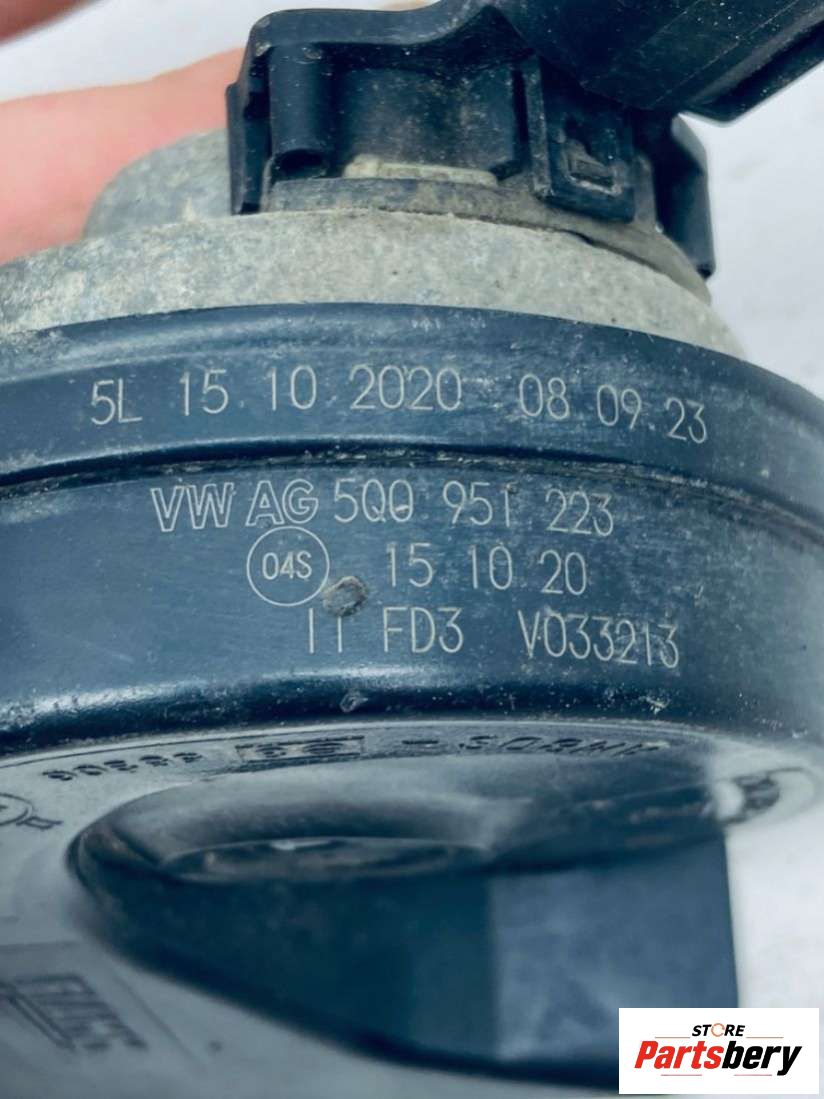 5L 15 10 2020 08 09 23
VW AG 5Q0 951 223
04S 15 10 20
11 FD3 V033213
STORE
Partsbery